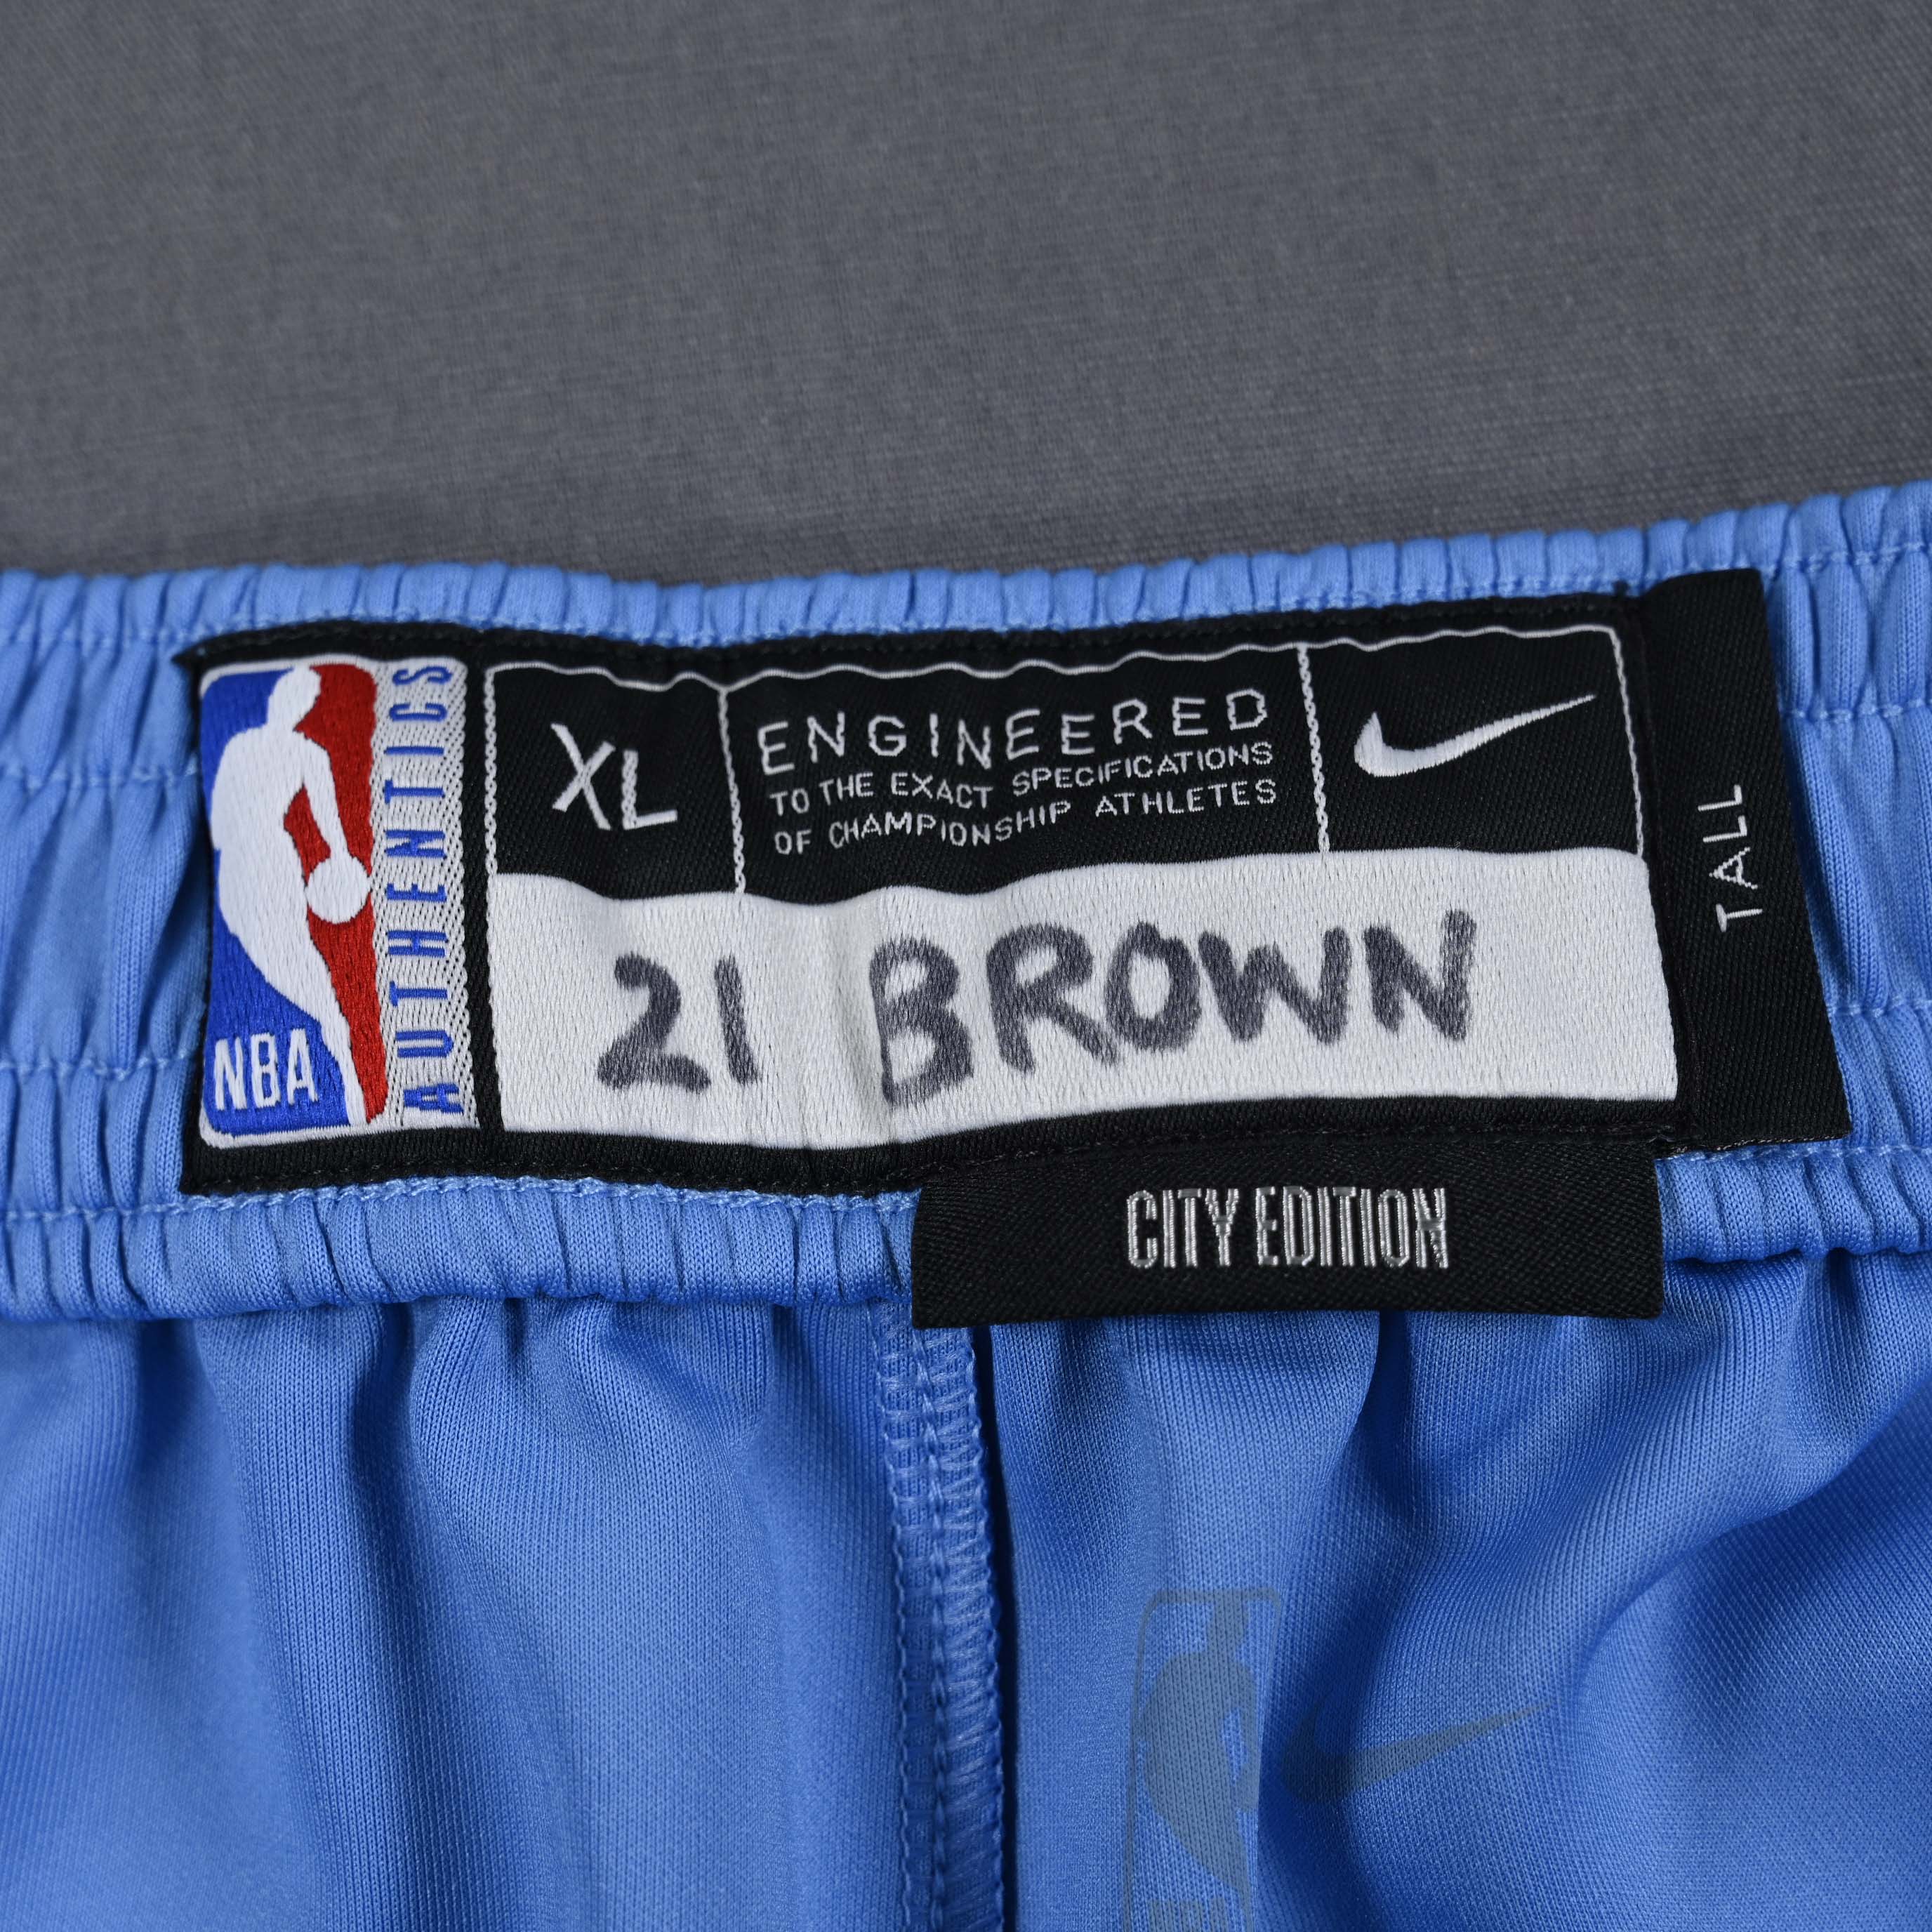 NBA
AUTHENTICS
XL
ENGINEERED
TO THE EXACT SPECIFICATIONS
OF CHAMPIONSHIP ATHLETES
TALL
21 BROWN
CITY EDITION